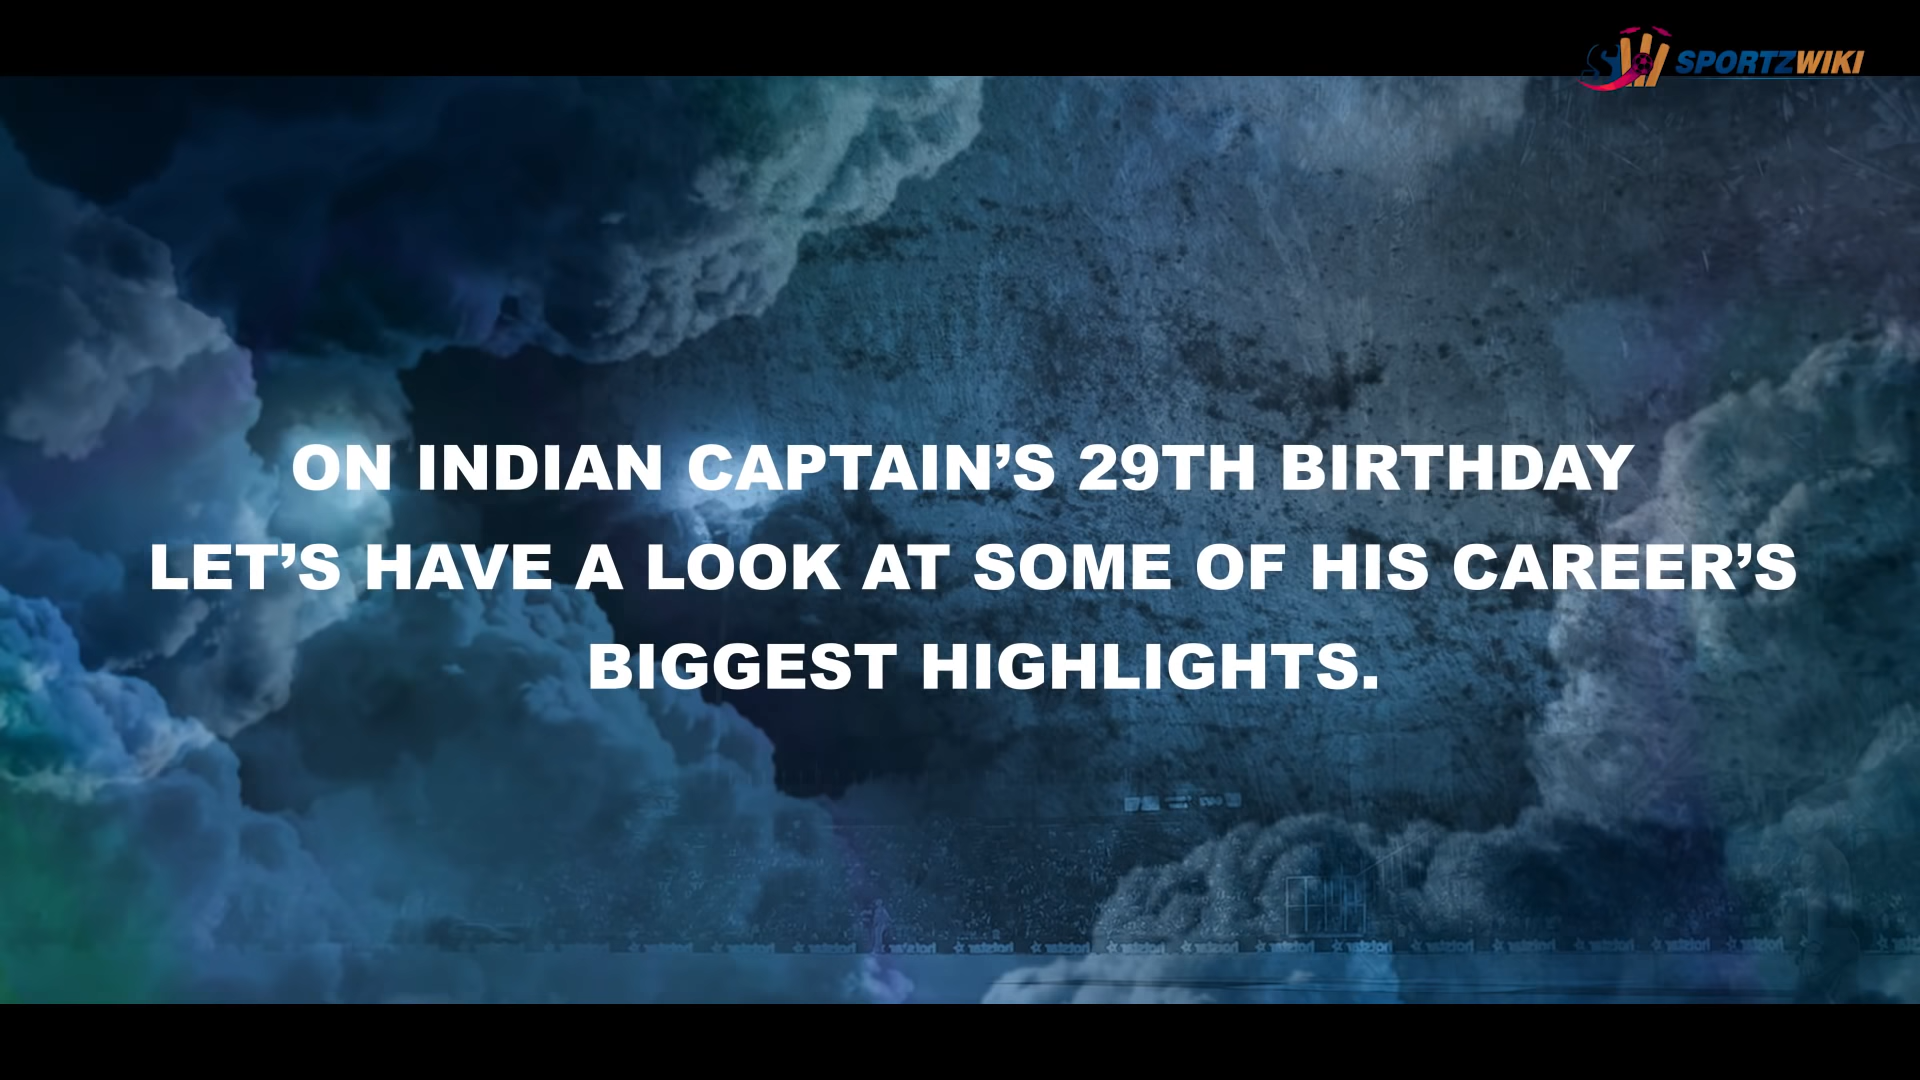 SPORTZWIKI
ON INDIAN CAPTAIN’S 29TH BIRTHDAY
LET’S HAVE A LOOK AT SOME OF HIS CAREER’S
BIGGEST HIGHLIGHTS.